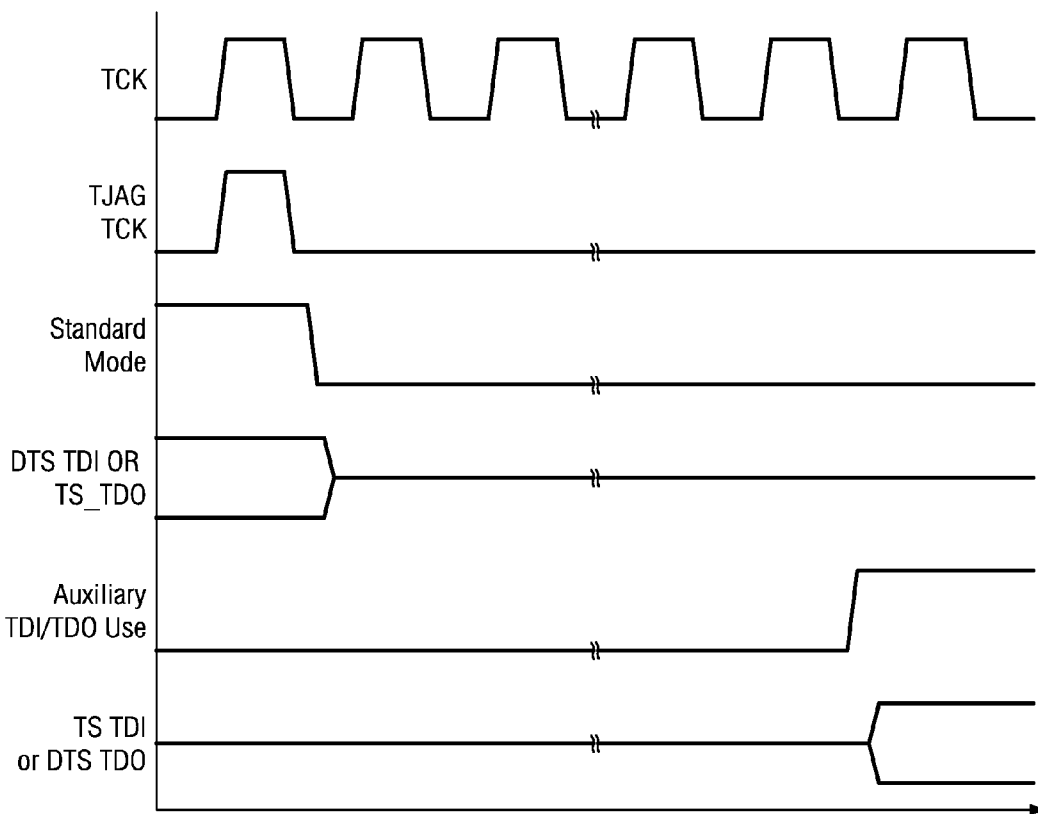 TCK
TJAG
TCK
Standard
Mode
DTS TDI OR
TS_TDO
Auxiliary
TDI/TDO Use
TS TDI
or DTS TDO